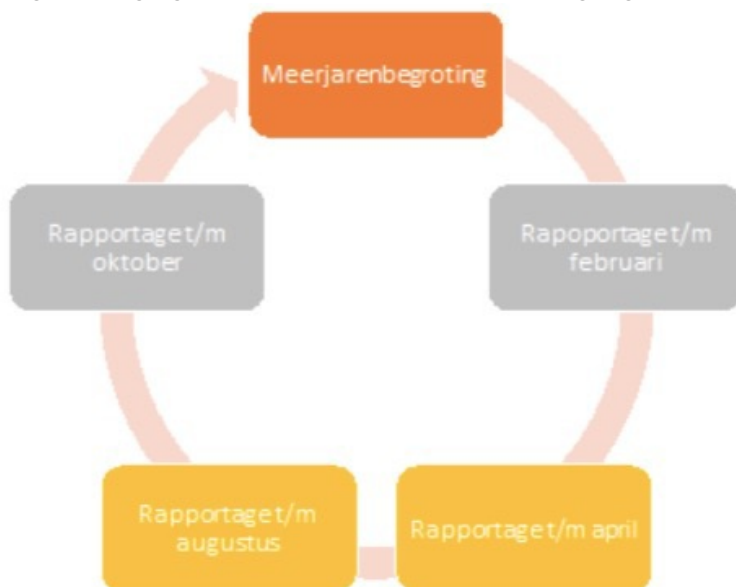 Meerjarenbegroting
Rapoportaget/m
februari
Rapportaget/m april
Rapportaget/m
augustus
Rapportaget/m
oktober